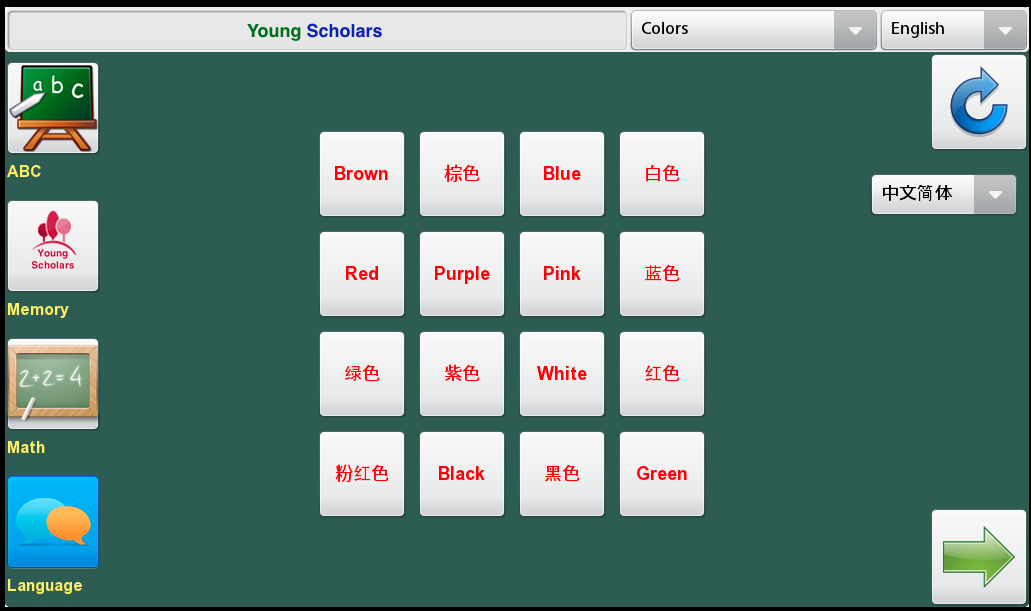 Young Scholars
Colors
English
a b c
ABC
Young
Scholars
Memory
2+2=4
Math
Language
Brown
棕色
Blue
白色
Red
Purple
Pink
蓝色
绿色
紫色
White
红色
粉红色
Black
黑色
Green
中文简体